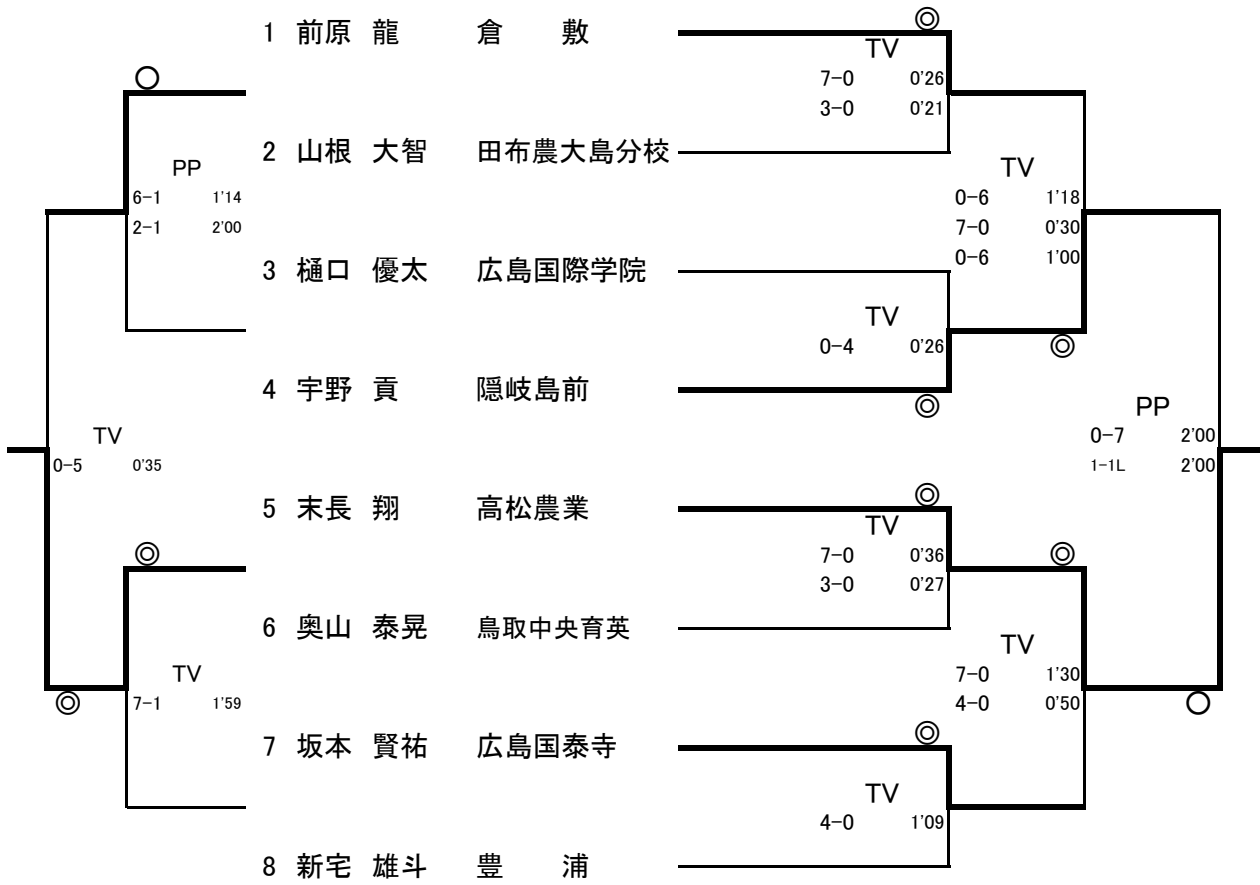 ◎
1 前原 龍 倉 敷
TV
○
7-0 0'26
3-0 0'21
2 山根 大智 田布農大島分校
PP
TV
6-1 1'14
0-6 1'18
2-1 2'00
7-0 0'30
0-6 1'00
3 樋口 優太 広島国際学院
TV
0-4 0'26
◎
4 宇野 貢 隠岐島前
◎
PP
TV
0-7 2'00
0-5 0'35
1-1L 2'00
◎
5 末長 翔 高松農業
TV
◎
7-0 0'36
◎
3-0 0'27
6 奥山 泰晃 鳥取中央育英
TV
TV
7-0 1'30
7-1 1'59
4-0 0'50
◎
○
◎
7 坂本 賢祐 広島国泰寺
TV
4-0 1'09
8 新宅 雄斗 豊 浦